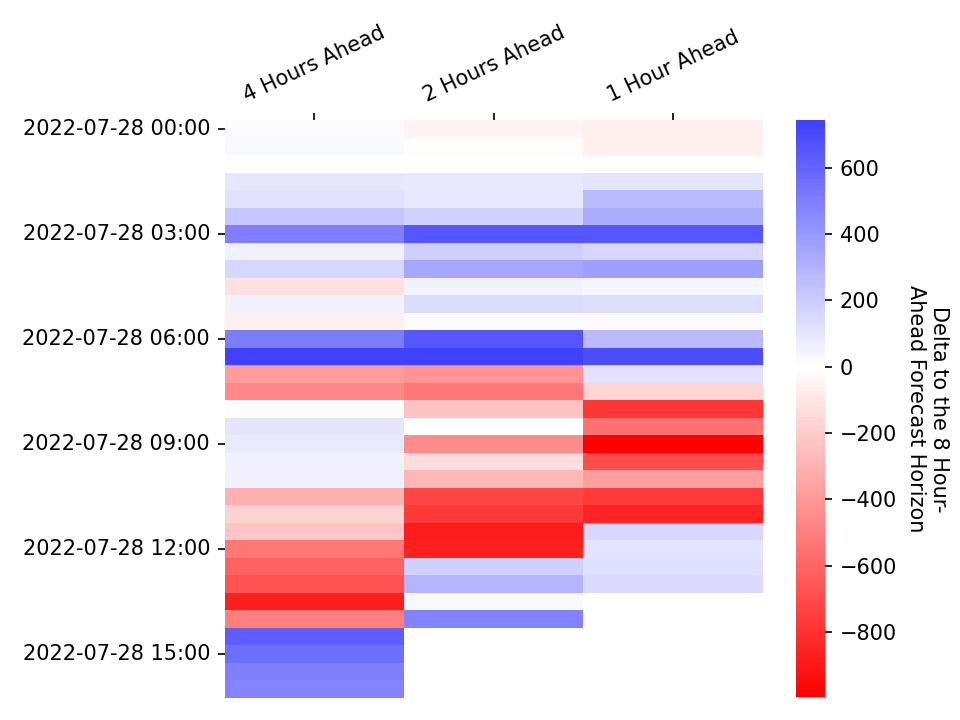 4 Hours Ahead
2 Hours Ahead
1 Hour Ahead
2022-07-28 00:00
2022-07-28 03:00
2022-07-28 06:00
2022-07-28 09:00
2022-07-28 12:00
2022-07-28 15:00
600
400
200
0
−200
−400
−600
−800
Delta to the 8 Hour-
Ahead Forecast Horizon